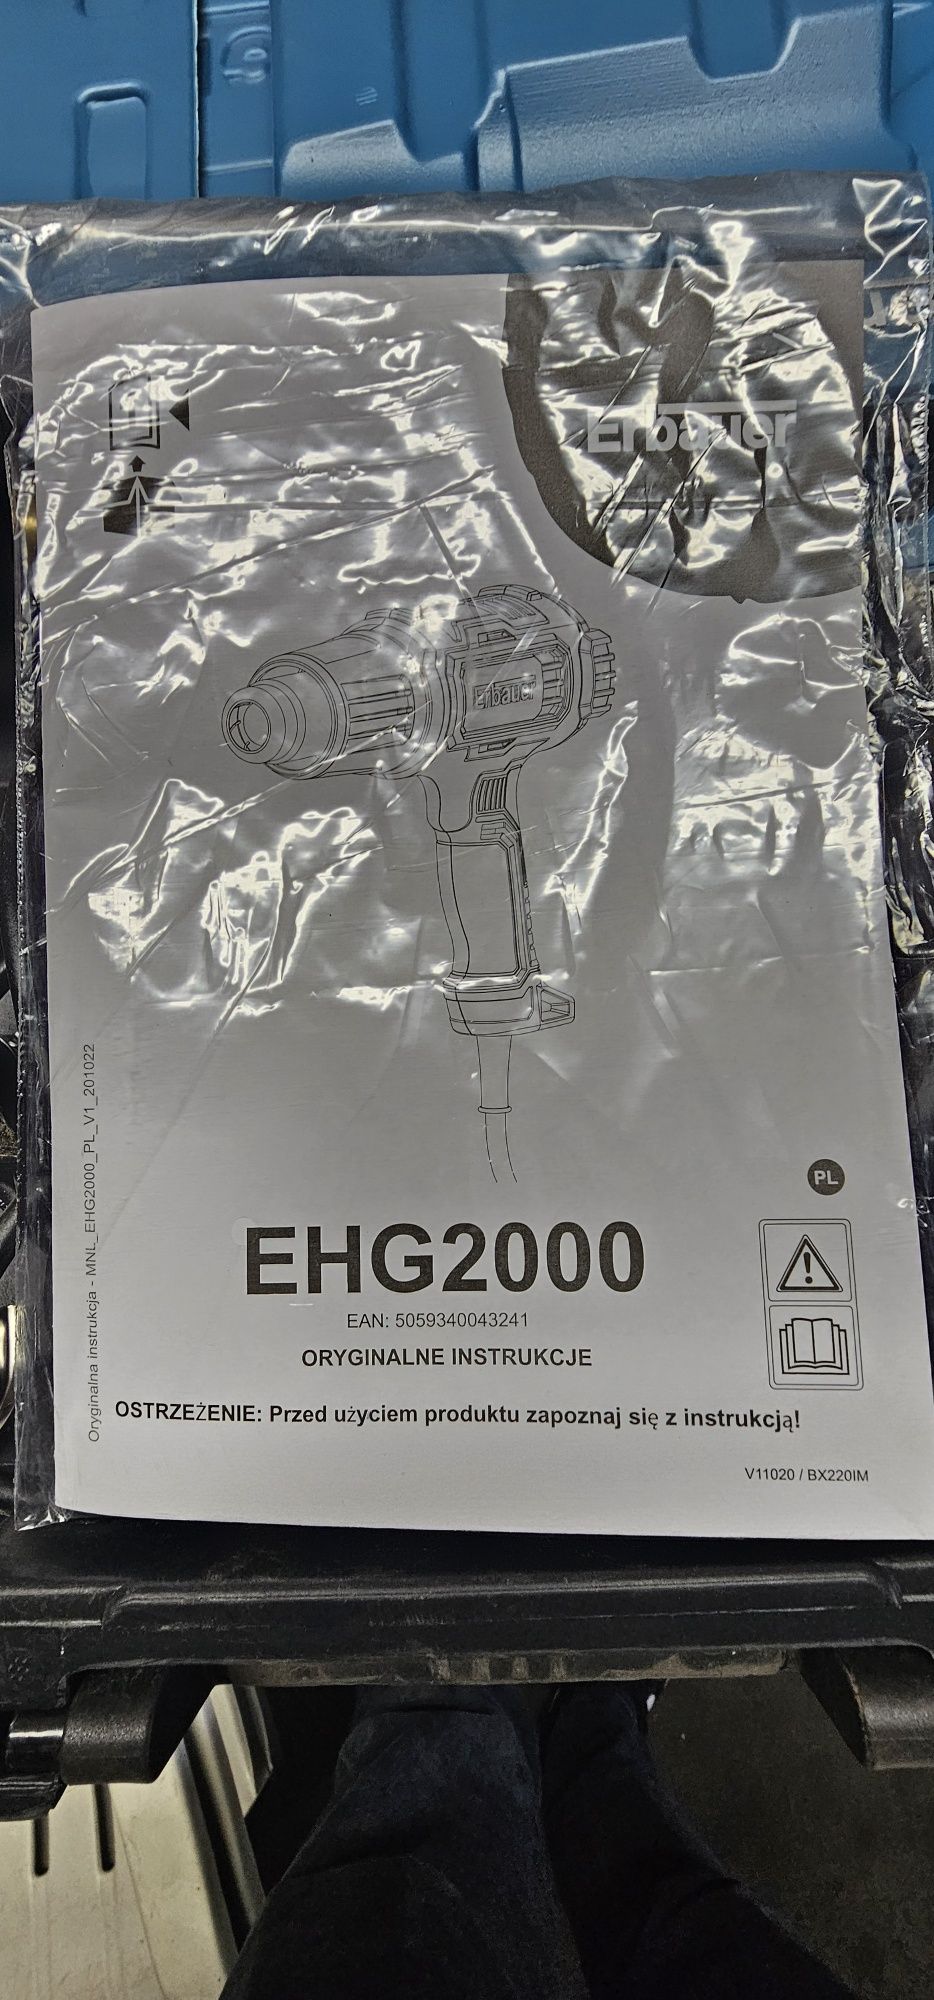 Erbauer
Erbauer
Oryginalna instrukcja - MNL_EHG2000_PL_V1_201022
PL
EHG2000
EAN: 5059340043241
ORYGINALNE INSTRUKCJE
OSTRZEŻENIE: Przed użyciem produktu zapoznaj się z instrukcją!
V11020 / BX220IM